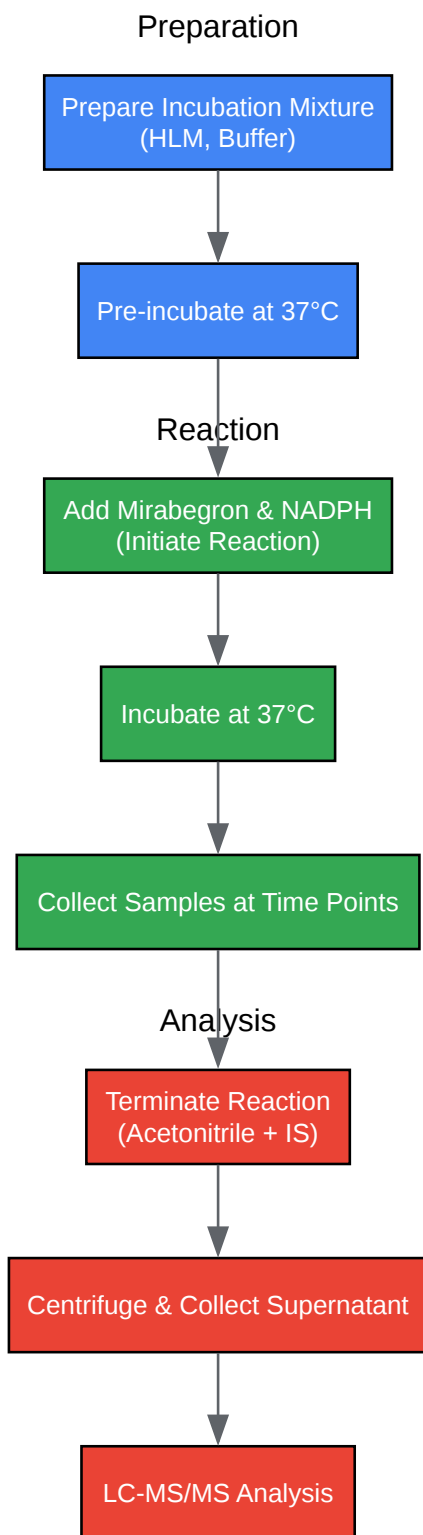 Preparation
Prepare Incubation Mixture
(HLM, Buffer)
Pre-incubate at 37°C
Reaction
Add Mirabegron & NADPH
(Initiate Reaction)
Incubate at 37°C
Collect Samples at Time Points
Analysis
Terminate Reaction
(Acetonitrile + IS)
Centrifuge & Collect Supernatant
LC-MS/MS Analysis